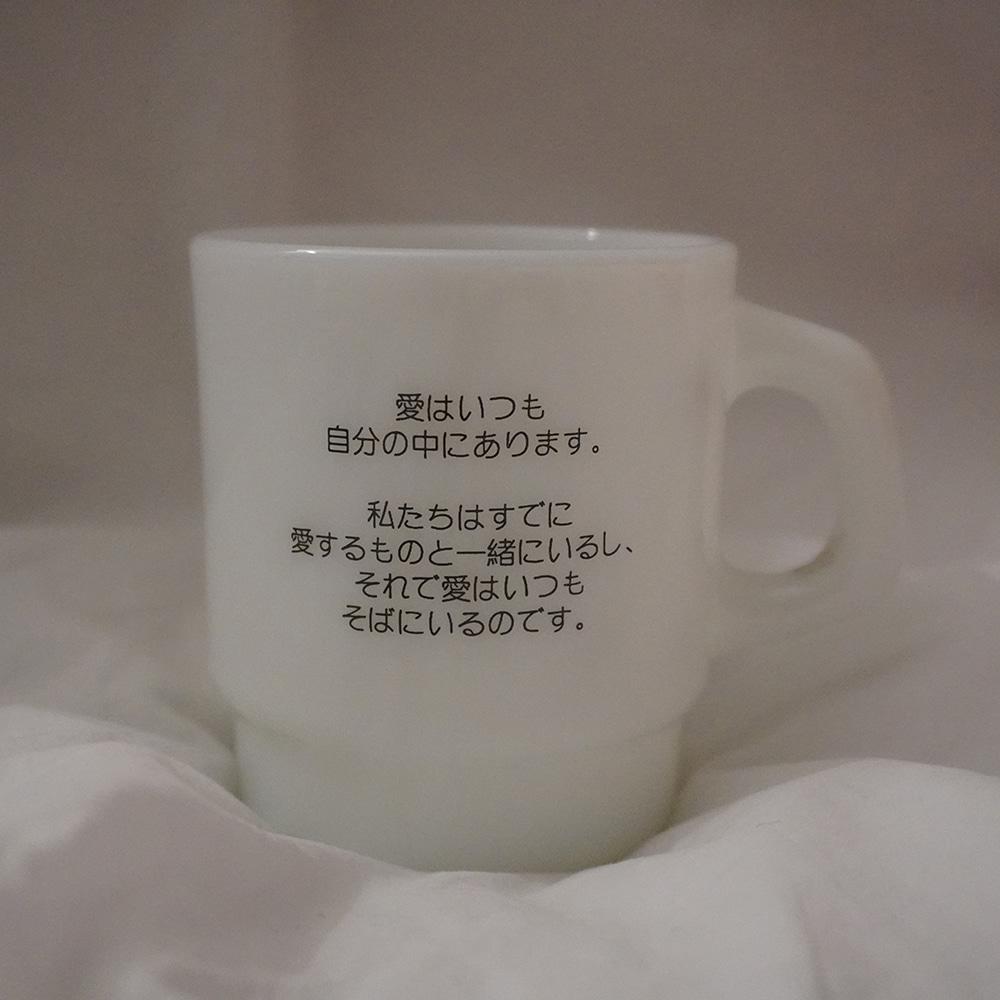 愛はいつも
自分の中にあります。
私たちはすでに
愛するものと一緒にいるし、
それで愛はいつも
そばにいるのです。